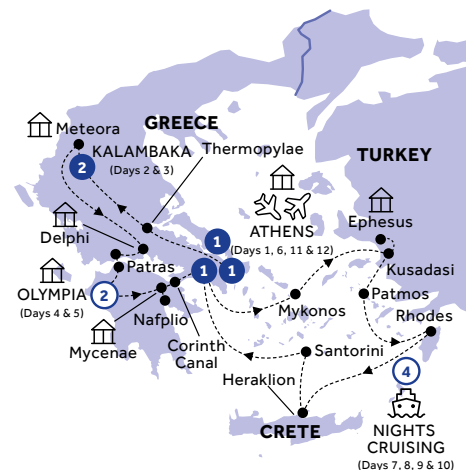 Meteora
GREECE
KALAMBAKA
2
(Days 2 & 3)
Thermopylae
TURKEY
Delphi
1
ATHENS
(Days 1, 6, 11 & 12)
1
1
Ephesus
Kusadasi
Patras
OLYMPIA
2
(Days 4 & 5)
Nafplio
Mycenae
Corinth
Canal
Mykonos
Patmos
Rhodes
Santorini
Heraklion
4
CRETE
NIGHTS
CRUISING
(Days 7, 8, 9 & 10)